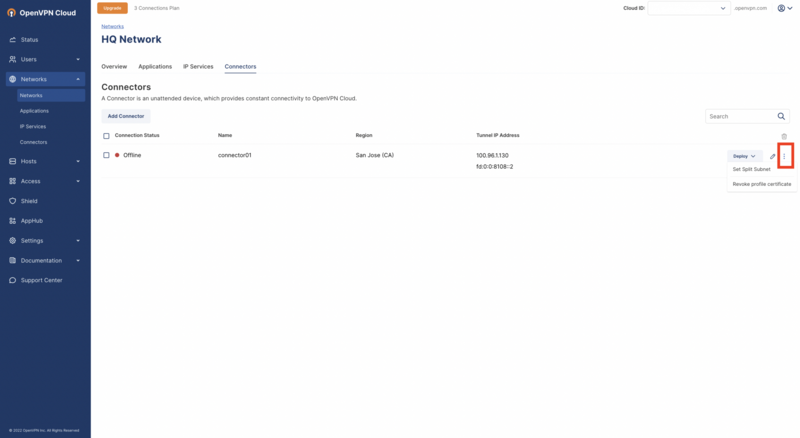 OpenVPN Cloud
Upgrade
3 Connections Plan
Cloud ID:
.openvpn.com
Status
Users
Networks
Networks
Applications
IP Services
Connectors
Hosts
Access
Shield
AppHub
Settings
Documentation
Support Center
© 2022 OpenVPN Inc. All Rights Reserved
Networks
HQ Network
Overview Applications IP Services Connectors
Connectors
A Connector is an unattended device, which provides constant connectivity to OpenVPN Cloud.
Add Connector
Search
Connection Status Name Region Tunnel IP Address
Offline connector01 San Jose (CA) 100.96.1.130
fd:0:0:8108::2
Deploy
Set Split Subnet
Revoke profile certificate